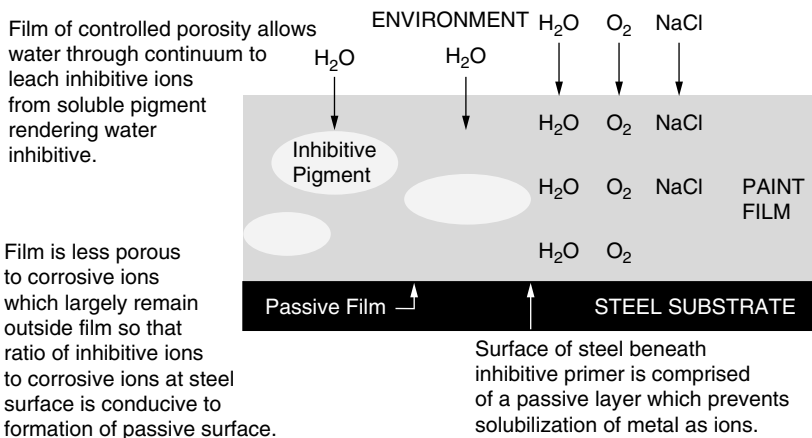 Film of controlled porosity allows
water through continuum to
leach inhibitive ions
from soluble pigment
rendering water
inhibitive.
ENVIRONMENT
H₂O O₂ NaCl
H₂O H₂O
H₂O O₂ NaCl
Inhibitive
Pigment
H₂O O₂ NaCl
PAINT
FILM
H₂O O₂
Film is less porous
to corrosive ions
which largely remain
outside film so that
ratio of inhibitive ions
to corrosive ions at steel
surface is conducive to
formation of passive surface.
Passive Film
STEEL SUBSTRATE
Surface of steel beneath
inhibitive primer is comprised
of a passive layer which prevents
solubilization of metal as ions.